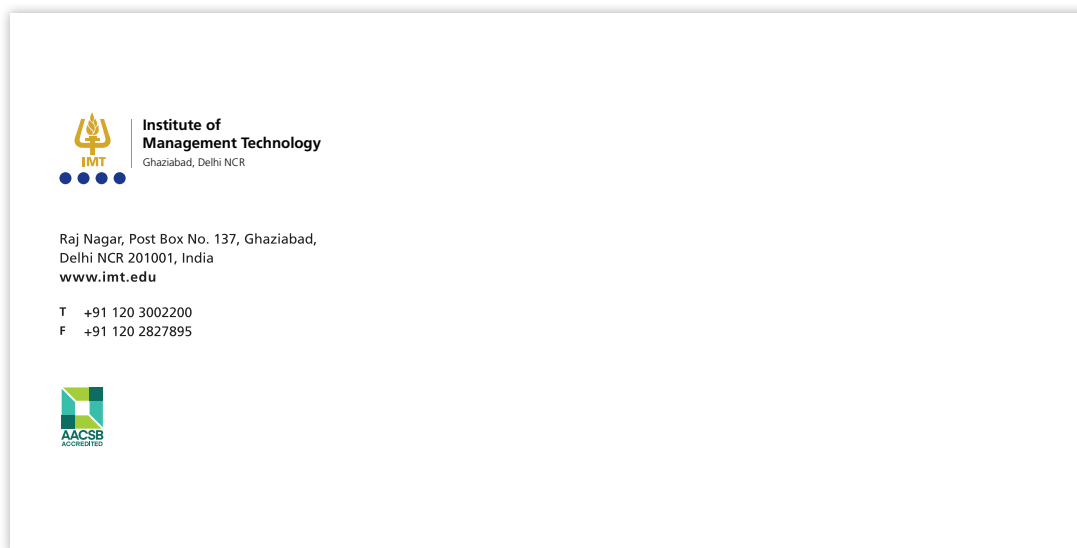 IMT
Institute of
Management Technology
Ghaziabad, Delhi NCR
Raj Nagar, Post Box No. 137, Ghaziabad,
Delhi NCR 201001, India
www.imt.edu
T +91 120 3002200
F +91 120 2827895
AACSB
ACCREDITED